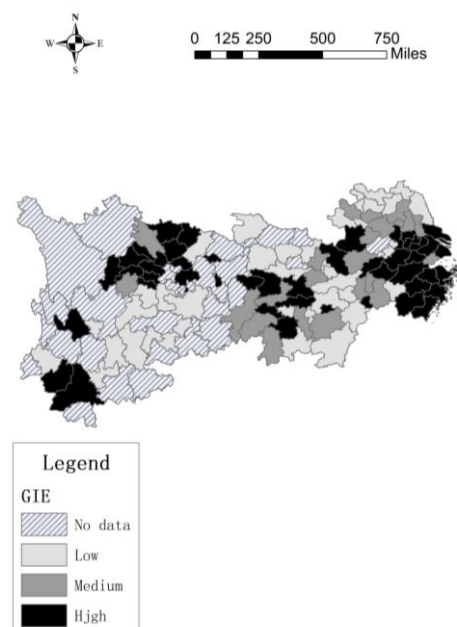 N
W E
S
0 125 250 500 750
Miles
Legend
GIE
No data
Low
Medium
Hjgh